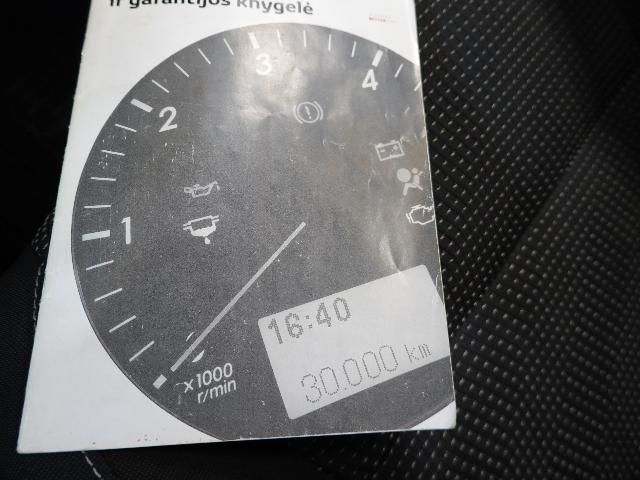 ir garantijos knygelė
3
4
2
1
16:40
30.000 km
x1000
r/min